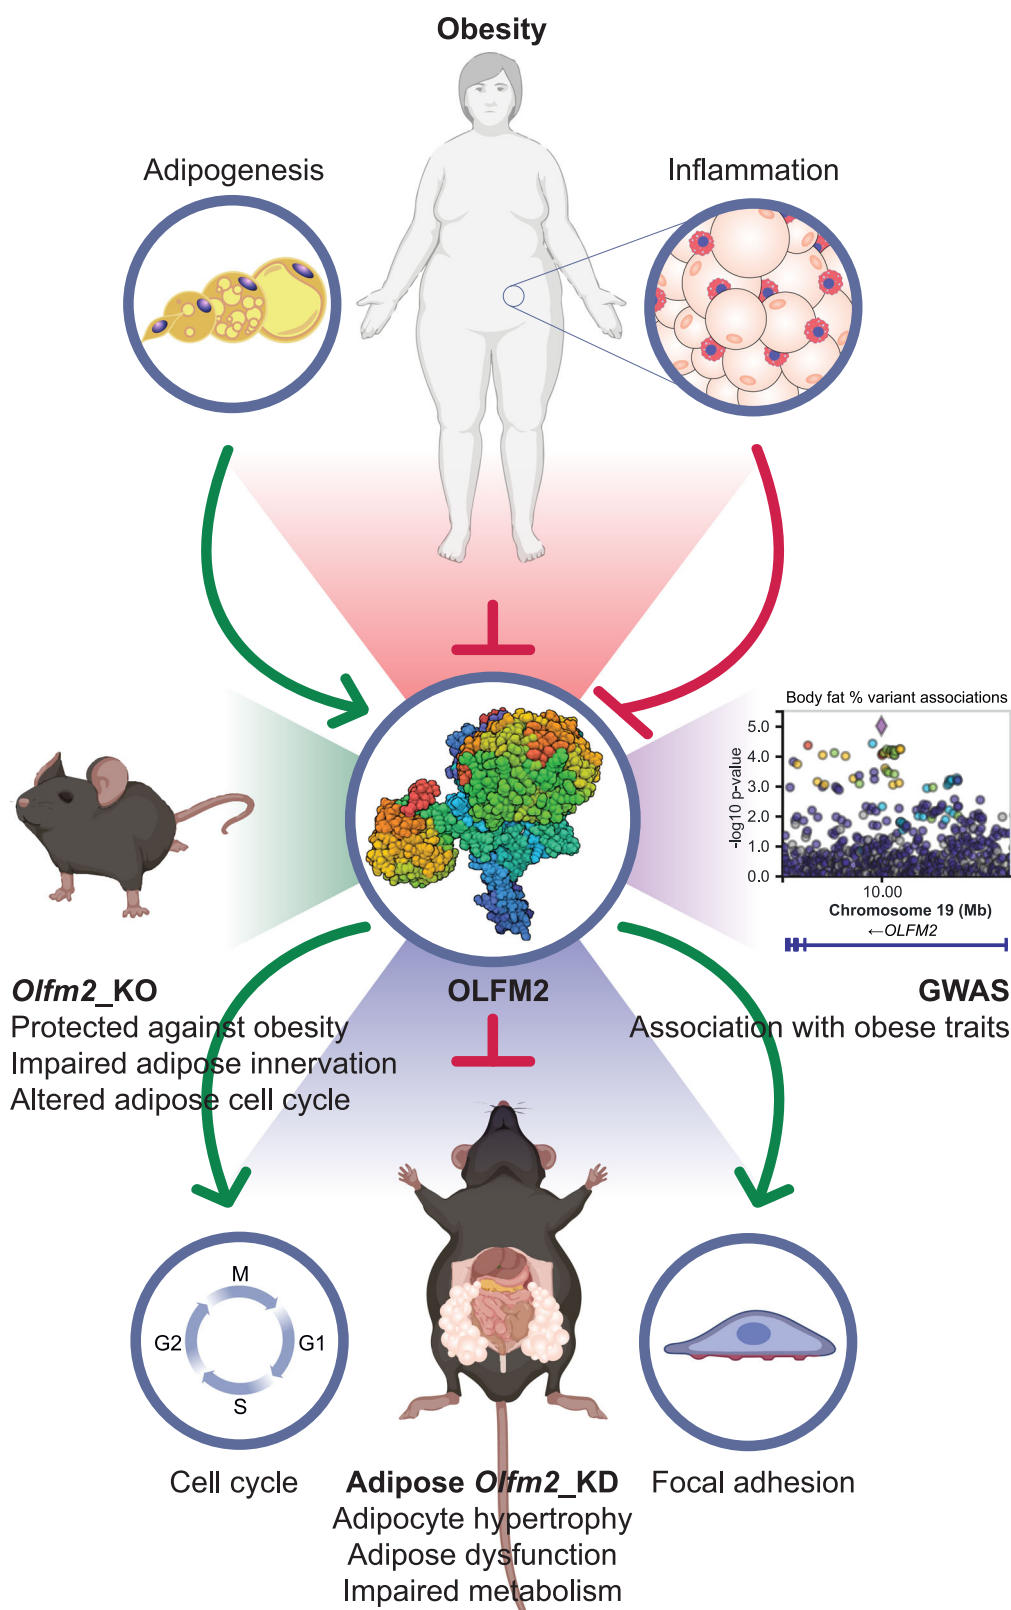 Obesity
Adipogenesis
Inflammation
Body fat % variant associations
5.0
4.0
3.0
2.0
1.0
0.0
-log10 p-value
10.00
Chromosome 19 (Mb)
←OLFM2
Olfm2_KO
Protected against obesity
Impaired adipose innervation
Altered adipose cell cycle
OLFM2
GWAS
Association with obese traits
M
G2
G1
S
Cell cycle
Adipose Olfm2_KD
Adipocyte hypertrophy
Adipose dysfunction
Impaired metabolism
Focal adhesion